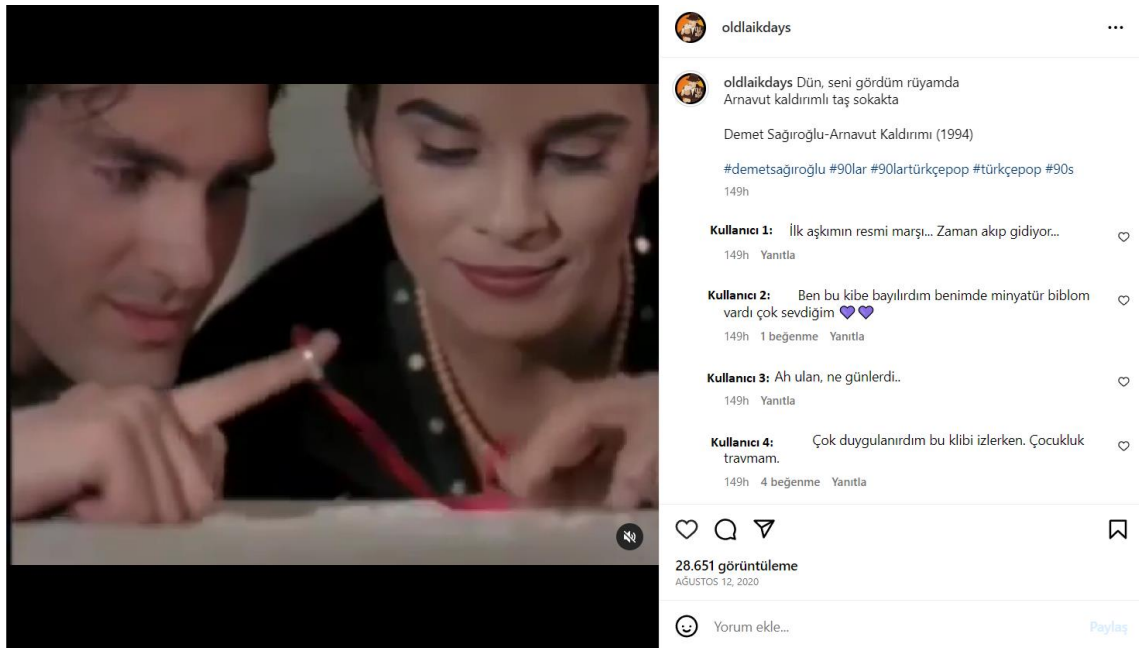 oldlaikdays
oldlaikdays Dün, seni gördüm rüyamda
Arnavut kaldırımlı taş sokakta
Demet Sağıroğlu-Arnavut Kaldırımı (1994)
#demetsağıroğlu #90lar #90lartürkçepop #türkçepop #90s
149h
Kullanıcı 1: İlk aşkımın resmi marşı... Zaman akıp gidiyor...
149h Yanıtla
Kullanıcı 2: Ben bu kibe bayılırdım benimde minyatür biblom
vardı çok sevdiğim 💜💜
149h 1 beğenme Yanıtla
Kullanıcı 3: Ah ulan, ne günlerdi..
149h Yanıtla
Kullanıcı 4: Çok duygulanırdım bu klibi izlerken. Çocukluk
travmam.
149h 4 beğenme Yanıtla
28.651 görüntüleme
AĞUSTOS 12, 2020
Yorum ekle...
Paylaş